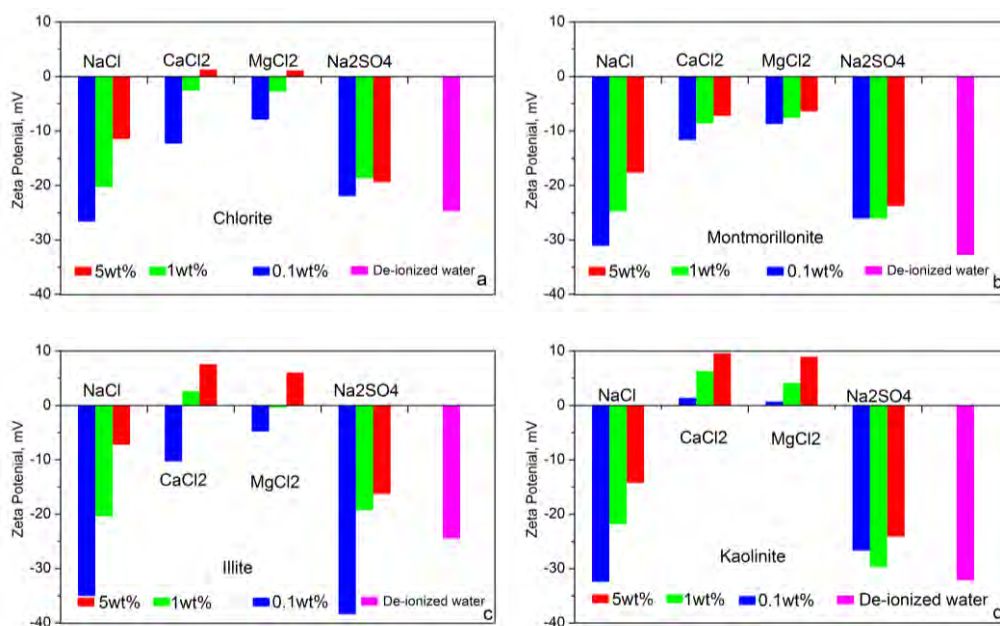 10
0
-10
-20
-30
-40
Zeta Potenial, mV
NaCl
CaCl2
MgCl2
Na2SO4
Chlorite
5wt%
1wt%
0.1wt%
De-ionized water
a
10
0
-10
-20
-30
-40
Zeta Potenial, mV
NaCl
CaCl2
MgCl2
Na2SO4
Montmorillonite
5wt%
1wt%
0.1wt%
De-ionized water
b
10
0
-10
-20
-30
-40
Zeta Potenial, mV
NaCl
Na2SO4
CaCl2
MgCl2
Illite
5wt%
1wt%
0.1wt%
De-ionized water
c
10
0
-10
-20
-30
-40
Zeta Potenial, mV
NaCl
Na2SO4
CaCl2
MgCl2
Kaolinite
5wt%
1wt%
0.1wt%
De-ionized water
d